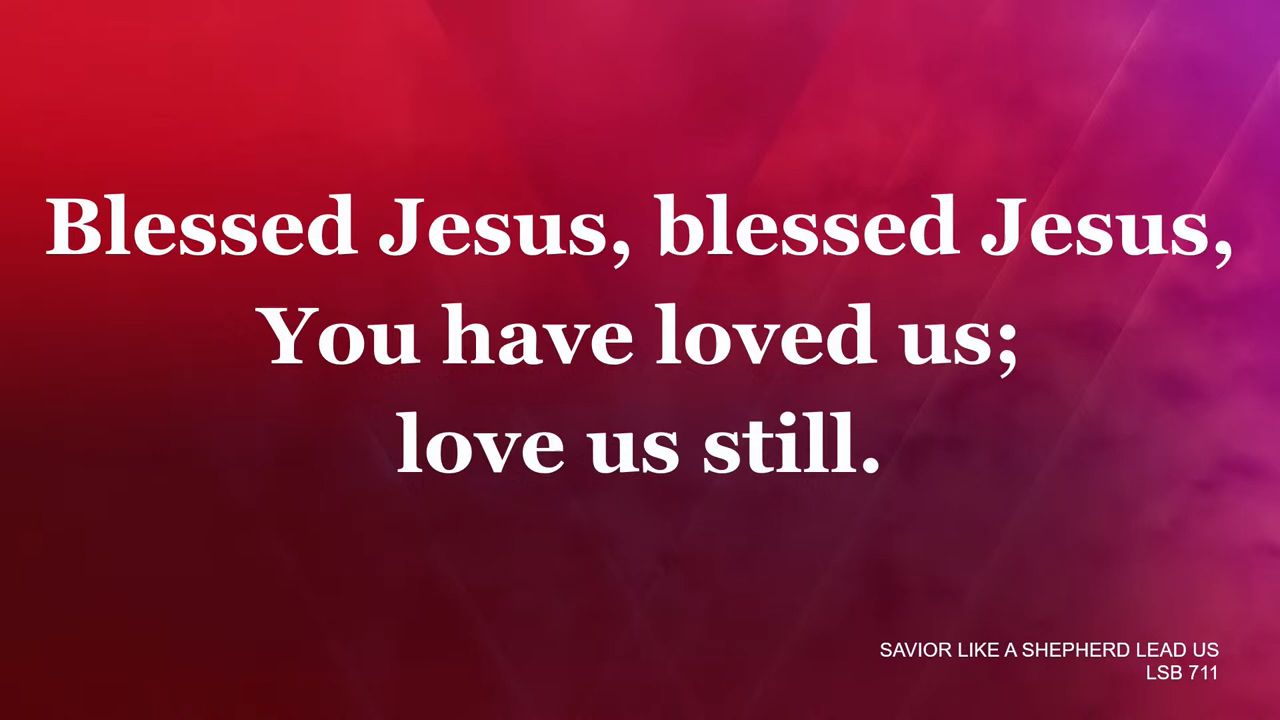 Blessed Jesus, blessed Jesus,
You have loved us;
love us still.
SAVIOR LIKE A SHEPHERD LEAD US
LSB 711